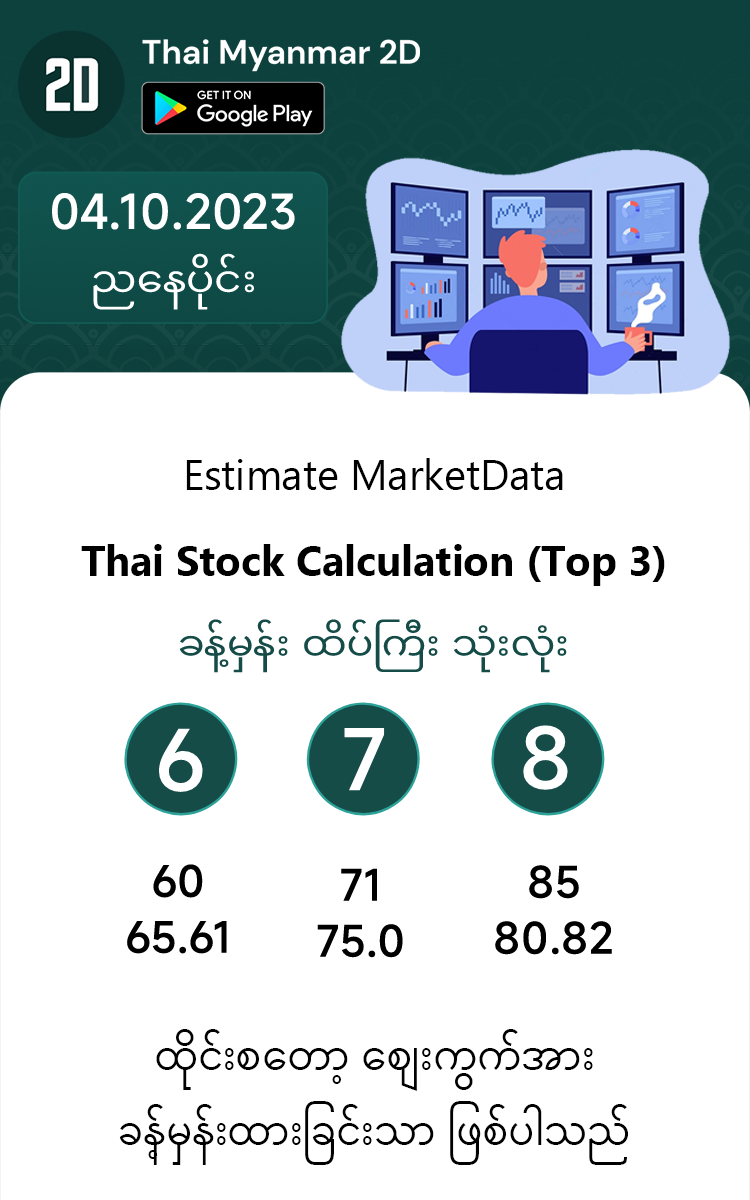 2D
Thai Myanmar 2D
GET IT ON
Google Play
04.10.2023
ညနေပိုင်း
Estimate MarketData
Thai Stock Calculation (Top 3)
ခန့်မှန်း ထိပ်ကြီး သုံးလုံး
6 7 8
60 71 85
65.61 75.0 80.82
ထိုင်းစတော့ ဈေးကွက်အား
ခန့်မှန်းထားခြင်းသာ ဖြစ်ပါသည်